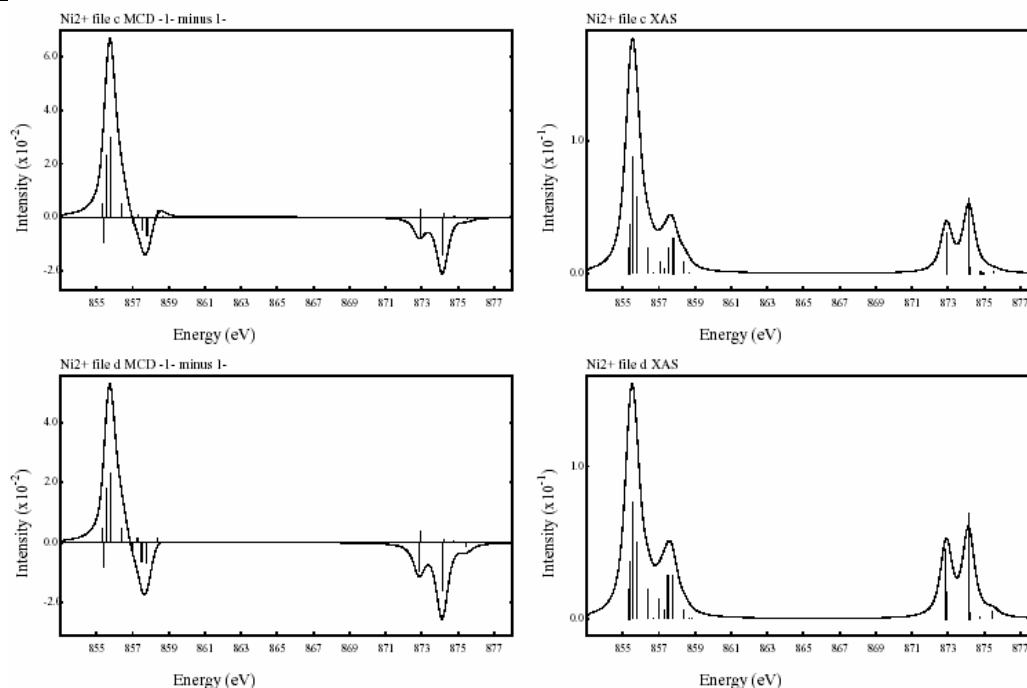 Ni2+ file c MCD -1- minus 1-
Intensity (x10-2)
6.0
4.0
2.0
0.0
-2.0
855 857 859 861 863 865 867 869 871 873 875 877
Energy (eV)
Ni2+ file c XAS
Intensity (x10-1)
1.0
0.0
855 857 859 861 863 865 867 869 871 873 875 877
Energy (eV)
Ni2+ file d MCD -1- minus 1-
Intensity (x10-2)
4.0
2.0
0.0
-2.0
855 857 859 861 863 865 867 869 871 873 875 877
Energy (eV)
Ni2+ file d XAS
Intensity (x10-1)
1.0
0.0
855 857 859 861 863 865 867 869 871 873 875 877
Energy (eV)